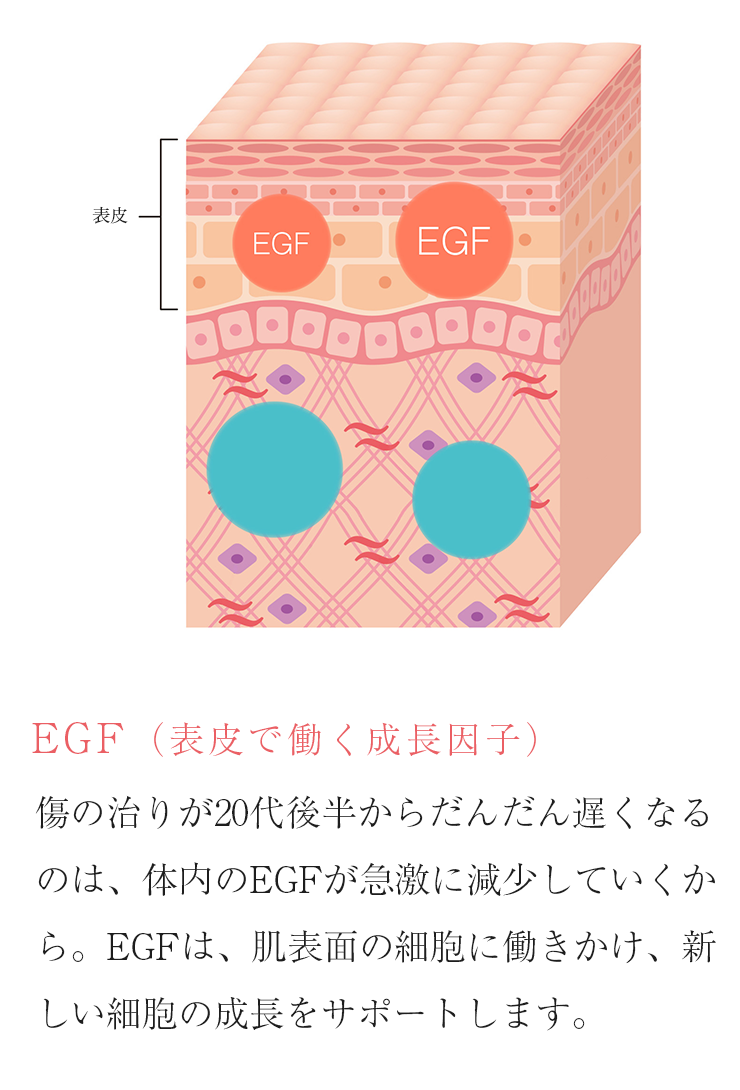 表皮
EGF
EGF
EGF（表皮で働く成長因子）
傷の治りが20代後半からだんだん遅くなる
のは、体内のEGFが急激に減少していくか
ら。EGFは、肌表面の細胞に働きかけ、新
しい細胞の成長をサポートします。